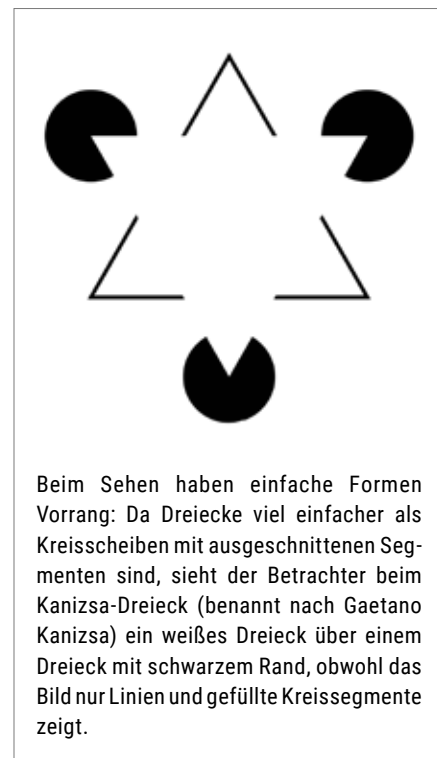 Beim Sehen haben einfache Formen
Vorrang: Da Dreiecke viel einfacher als
Kreisscheiben mit ausgeschnittenen Seg-
menten sind, sieht der Betrachter beim
Kanizsa-Dreieck (benannt nach Gaetano
Kanizsa) ein weißes Dreieck über einem
Dreieck mit schwarzem Rand, obwohl das
Bild nur Linien und gefüllte Kreissegmente
zeigt.